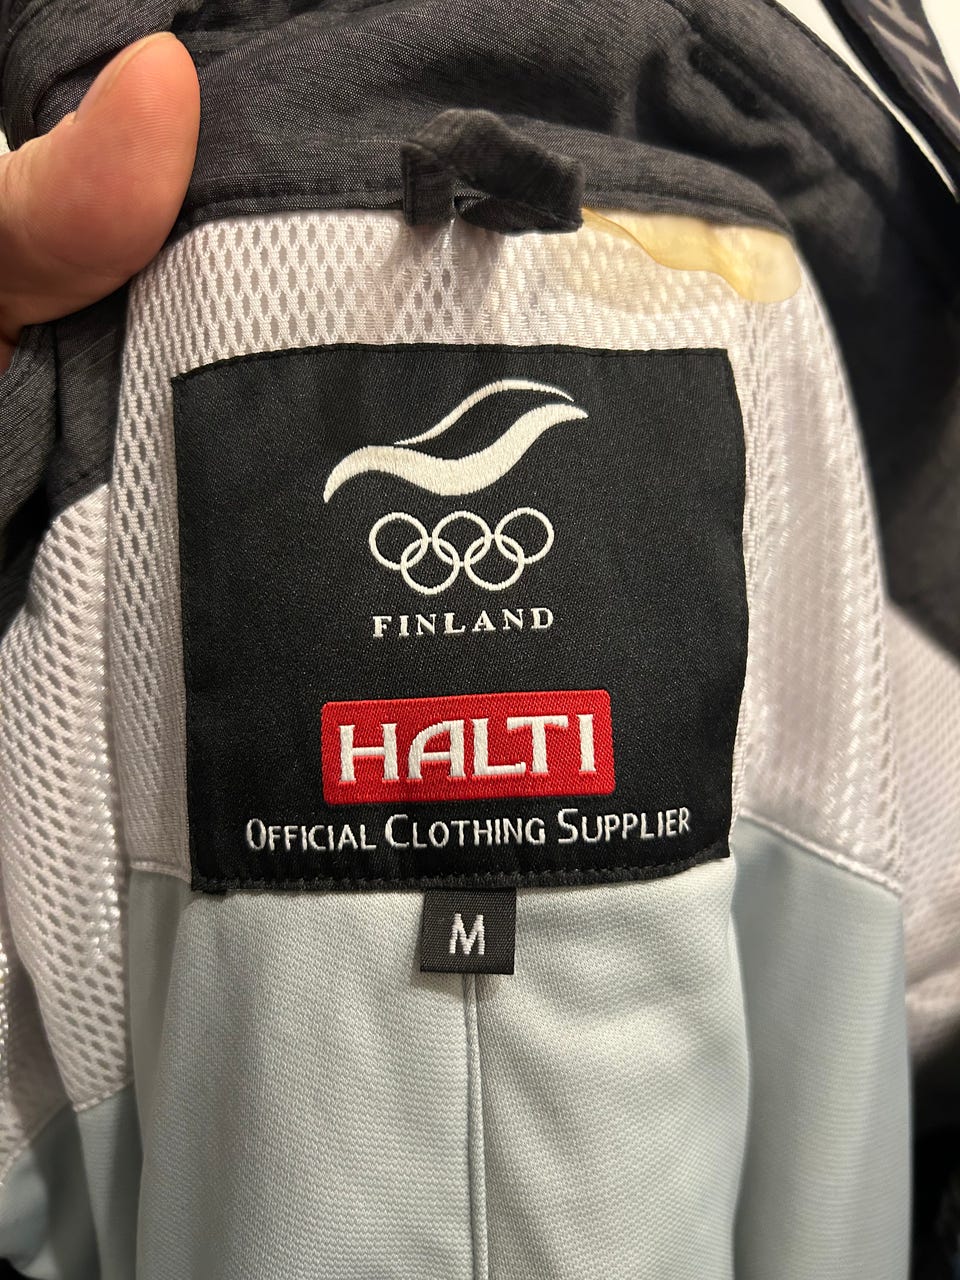 FINLAND
HALTI
OFFICIAL CLOTHING SUPPLIER
M